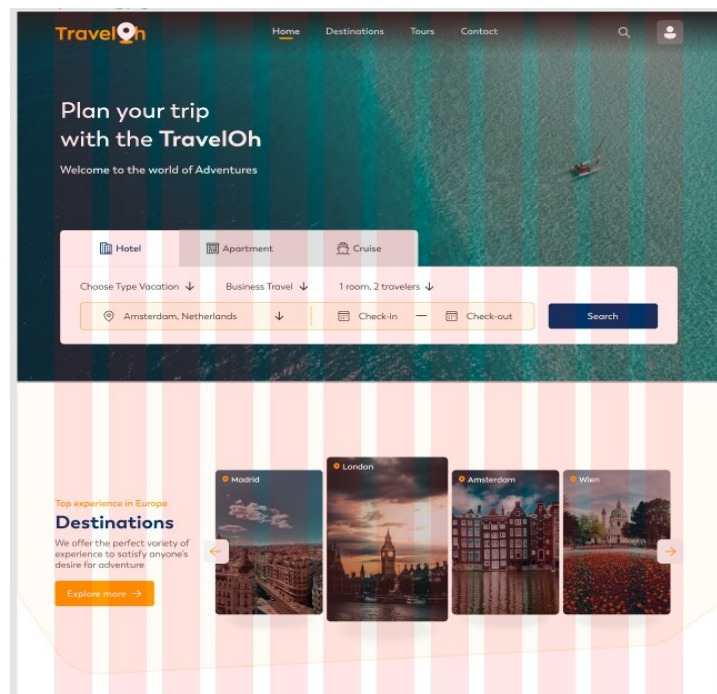 TravelOh
Home Destinations Tours Contact
Plan your trip
with the TravelOh
Welcome to the world of Adventures
Hotel Apartment Cruise
Choose Type Vacation Business Travel 1 room, 2 travelers
Amsterdam, Netherlands Check-in — Check-out Search
Madrid London Amsterdam Wien
Top experience in Europe
Destinations
We offer the perfect variety of
experience to satisfy anyone's
desire for adventure
Explore more